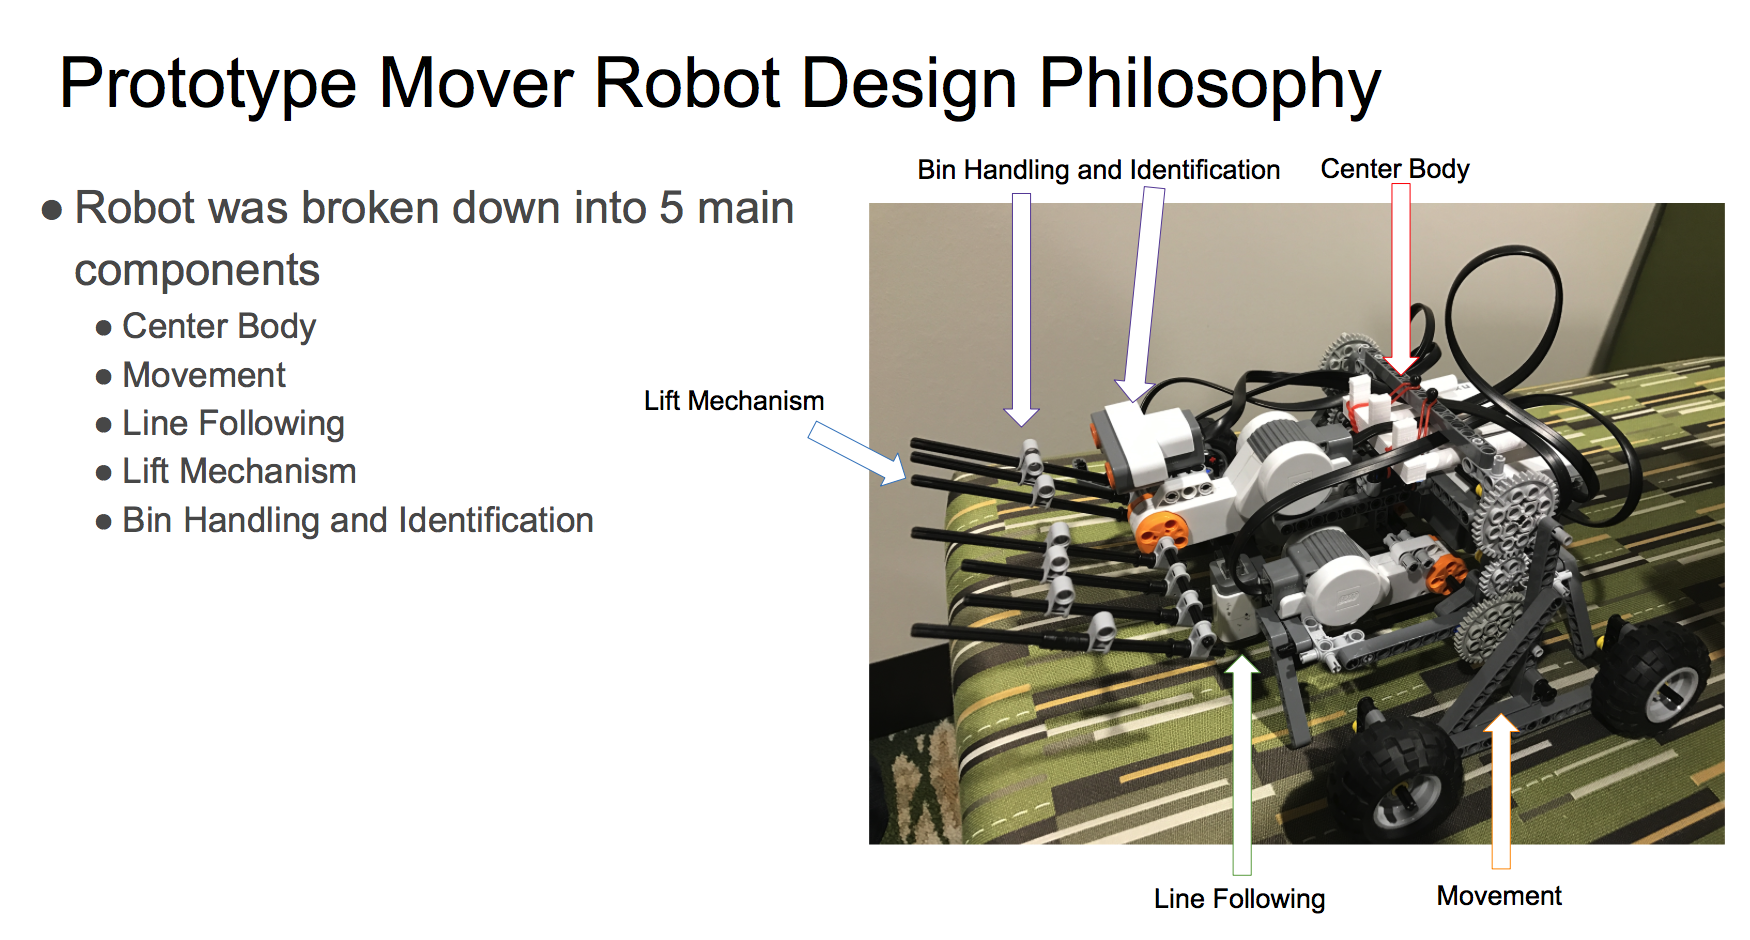 Prototype Mover Robot Design Philosophy
● Robot was broken down into 5 main
components
● Center Body
● Movement
● Line Following
● Lift Mechanism
● Bin Handling and Identification
Bin Handling and Identification
Center Body
Lift Mechanism
Line Following
Movement